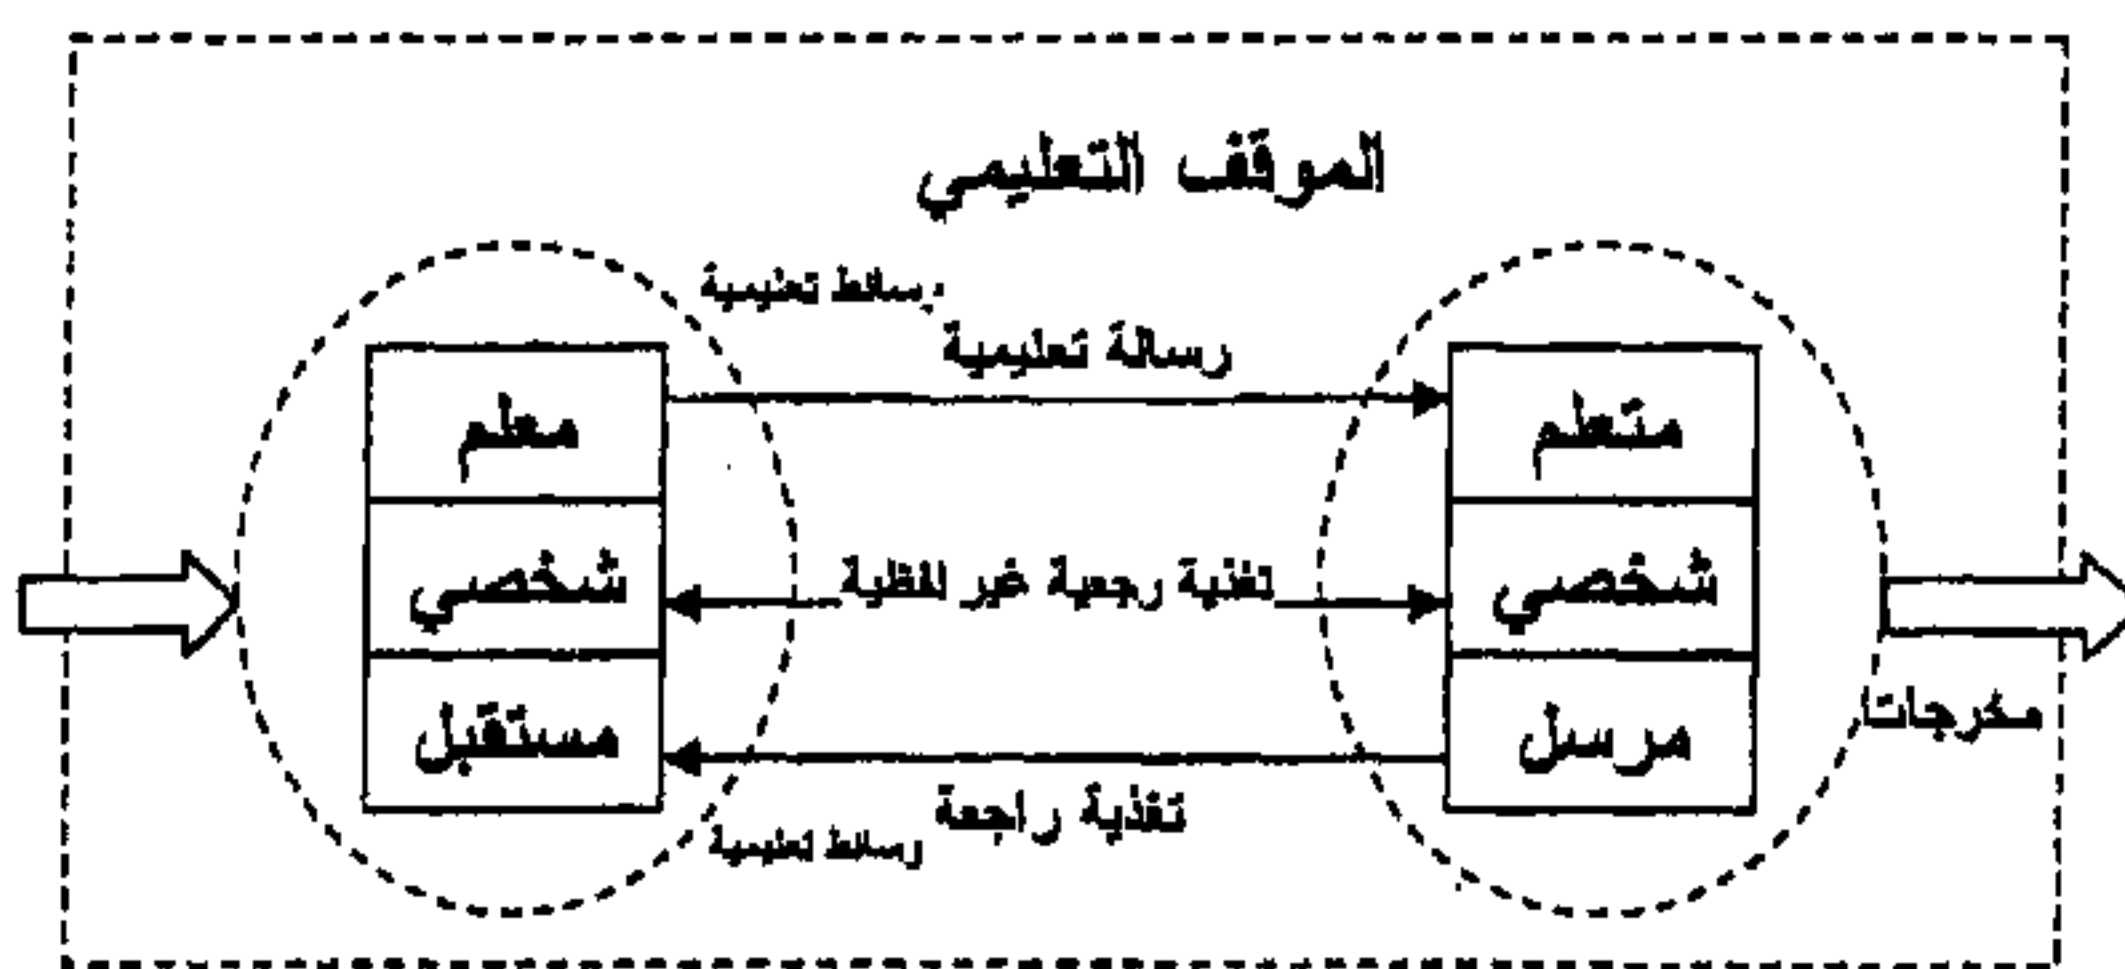 الموقف التعليمي
وسائط تعليمية
رسالة تعليمية
متعلم
معلم
شخصي
تغذية رجعية غير لفظية
شخصي
مرسل
مستقبل
مخرجات
تغذية راجعة
وسائط تعليمية